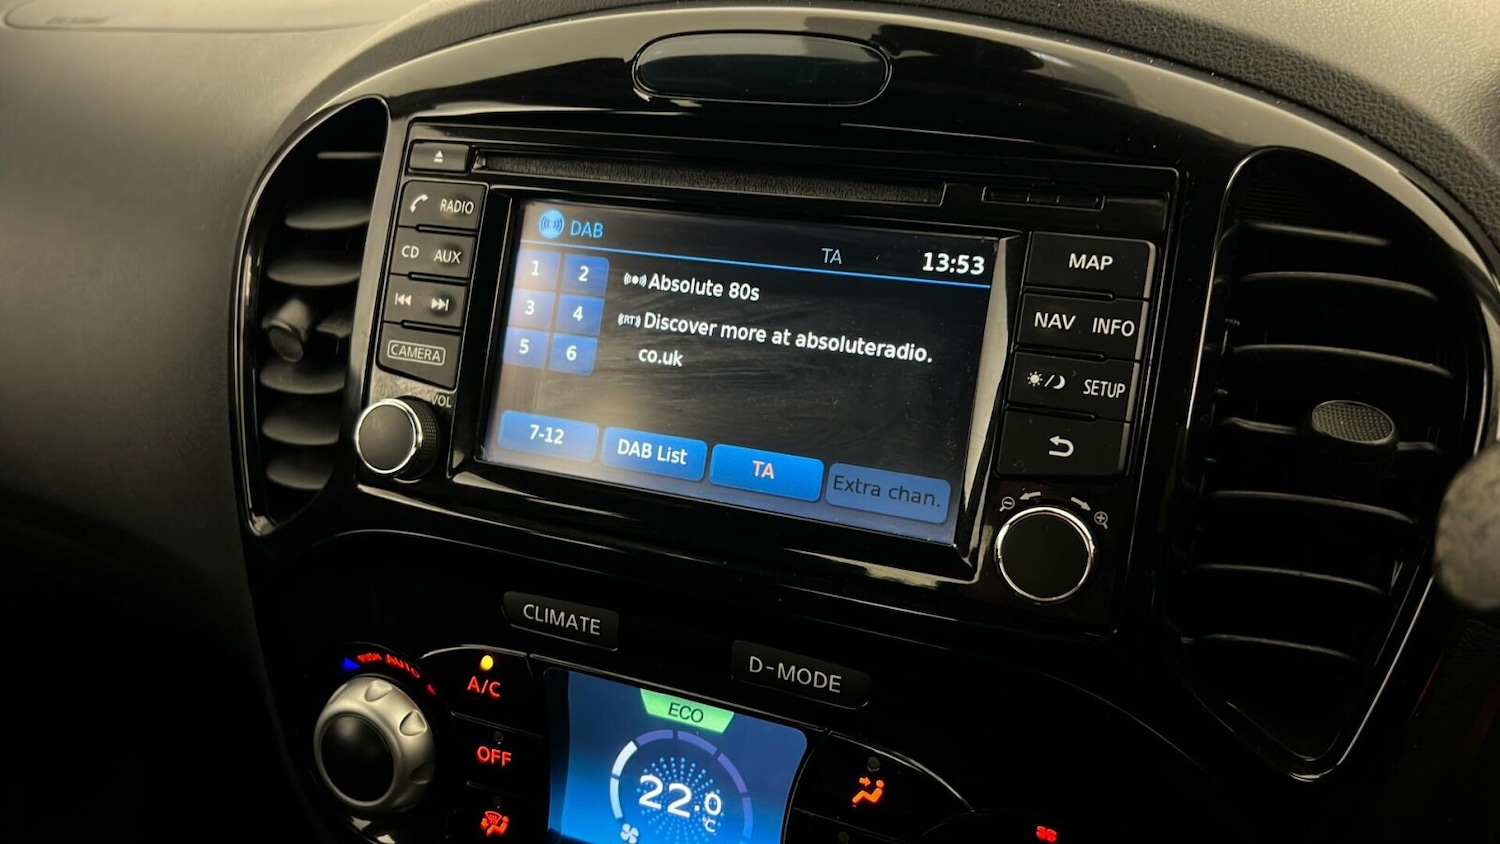 RADIO
CD AUX
CAMERA
VOL
DAB
TA 13:53
1 2
3 4
5 6
Absolute 80s
(RT) Discover more at absoluteradio.
co.uk
7-12 DAB List TA Extra chan.
MAP
NAV INFO
SETUP
CLIMATE
D-MODE
PUSH AUTO
A/C
OFF
ECO
22.0
°C